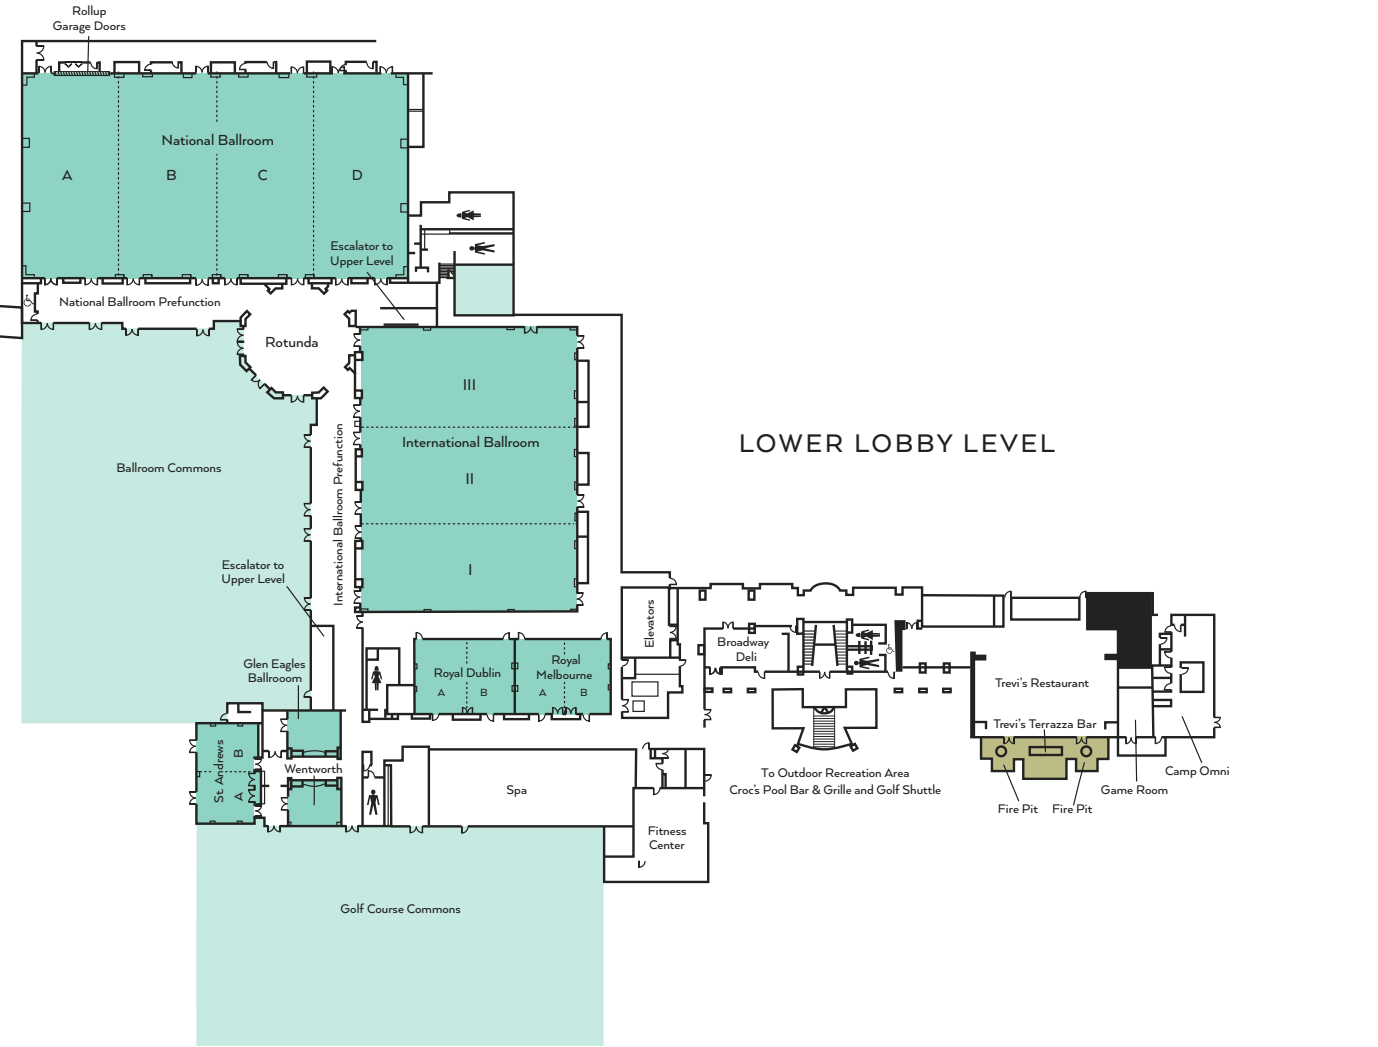 Rollup
Garage Doors
National Ballroom
A
B
C
D
Escalator to
Upper Level
National Ballroom Prefunction
Rotunda
III
International Ballroom
II
I
International Ballroom Prefunction
Ballroom Commons
LOWER LOBBY LEVEL
Escalator to
Upper Level
Glen Eagles
Ballrooom
Royal Dublin
A
B
Royal
Melbourne
A
B
Elevators
Broadway
Deli
Trevi's Restaurant
Trevi's Terrazza Bar
St. Andrews
B
A
Wentworth
Spa
Fitness
Center
To Outdoor Recreation Area
Croc's Pool Bar & Grille and Golf Shuttle
Fire Pit
Fire Pit
Game Room
Camp Omni
Golf Course Commons